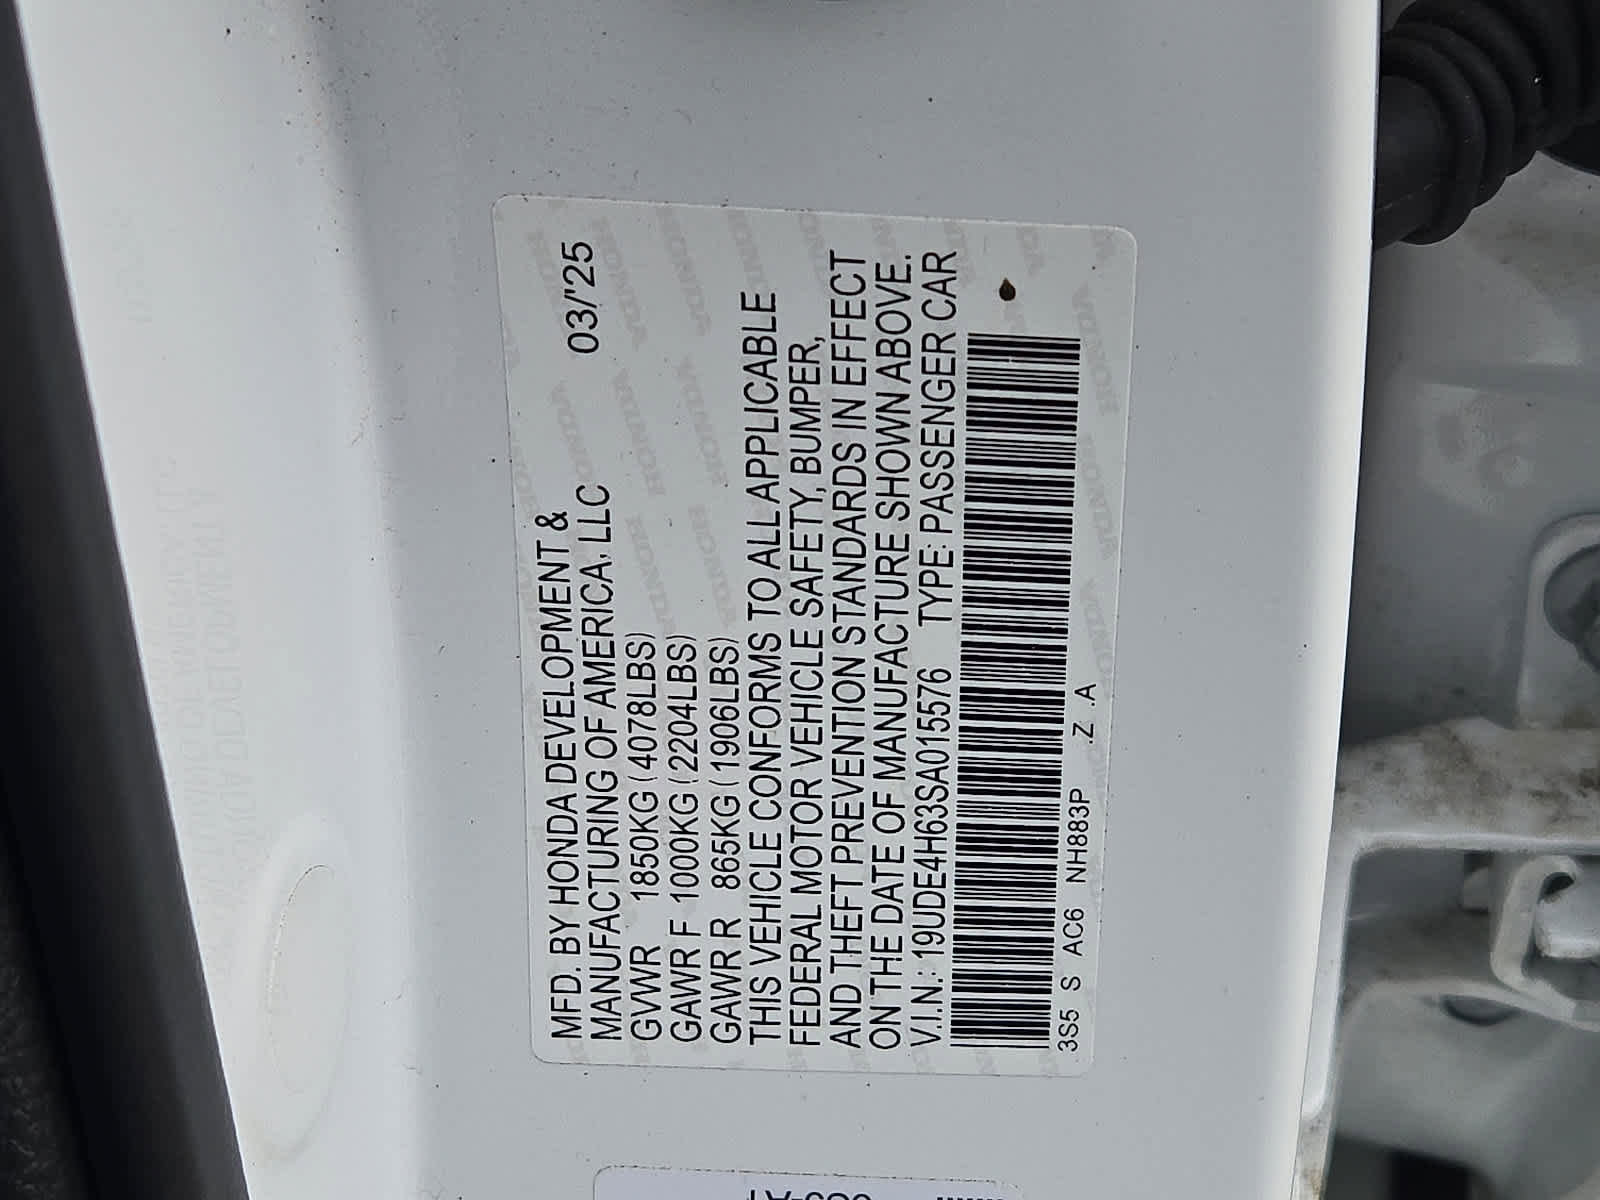 MFD. BY HONDA DEVELOPMENT &
MANUFACTURING OF AMERICA, LLC 03/'25
GVWR 1850KG (4078LBS)
GAWR F 1000KG (2204LBS)
GAWR R 865KG (1906LBS)
THIS VEHICLE CONFORMS TO ALL APPLICABLE
FEDERAL MOTOR VEHICLE SAFETY, BUMPER,
AND THEFT PREVENTION STANDARDS IN EFFECT
ON THE DATE OF MANUFACTURE SHOWN ABOVE.
V.I.N.: 19UDE4H63SA015576 TYPE: PASSENGER CAR
3S5 S AC6 NH883P .Z .A